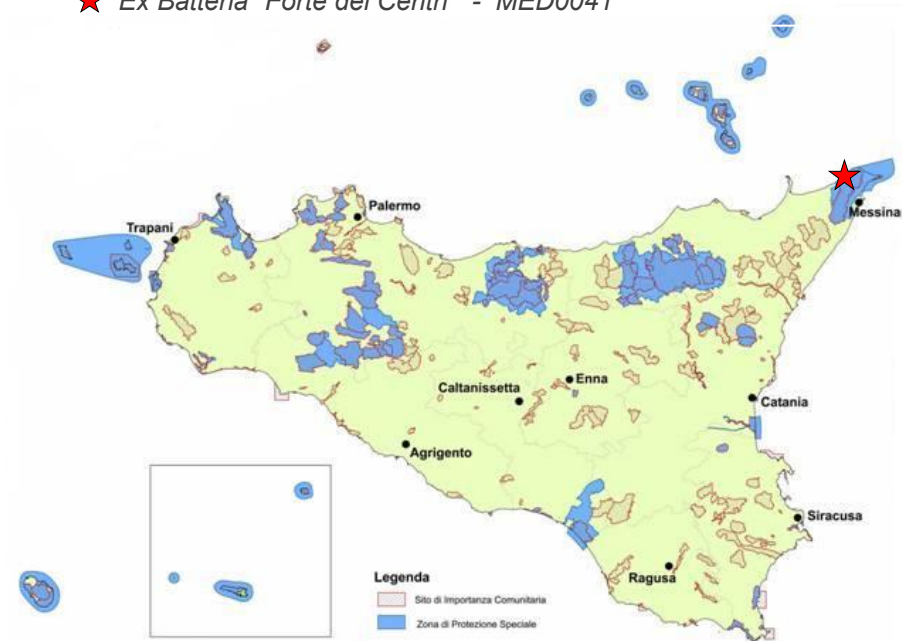 Ex Batteria "Forte dei Centri" - MED0041
Palermo
Trapani
Messina
Enna
Caltanissetta
Catania
Agrigento
Siracusa
Ragusa
Legenda
Sito di Importanza Comunitaria
Zona di Protezione Speciale